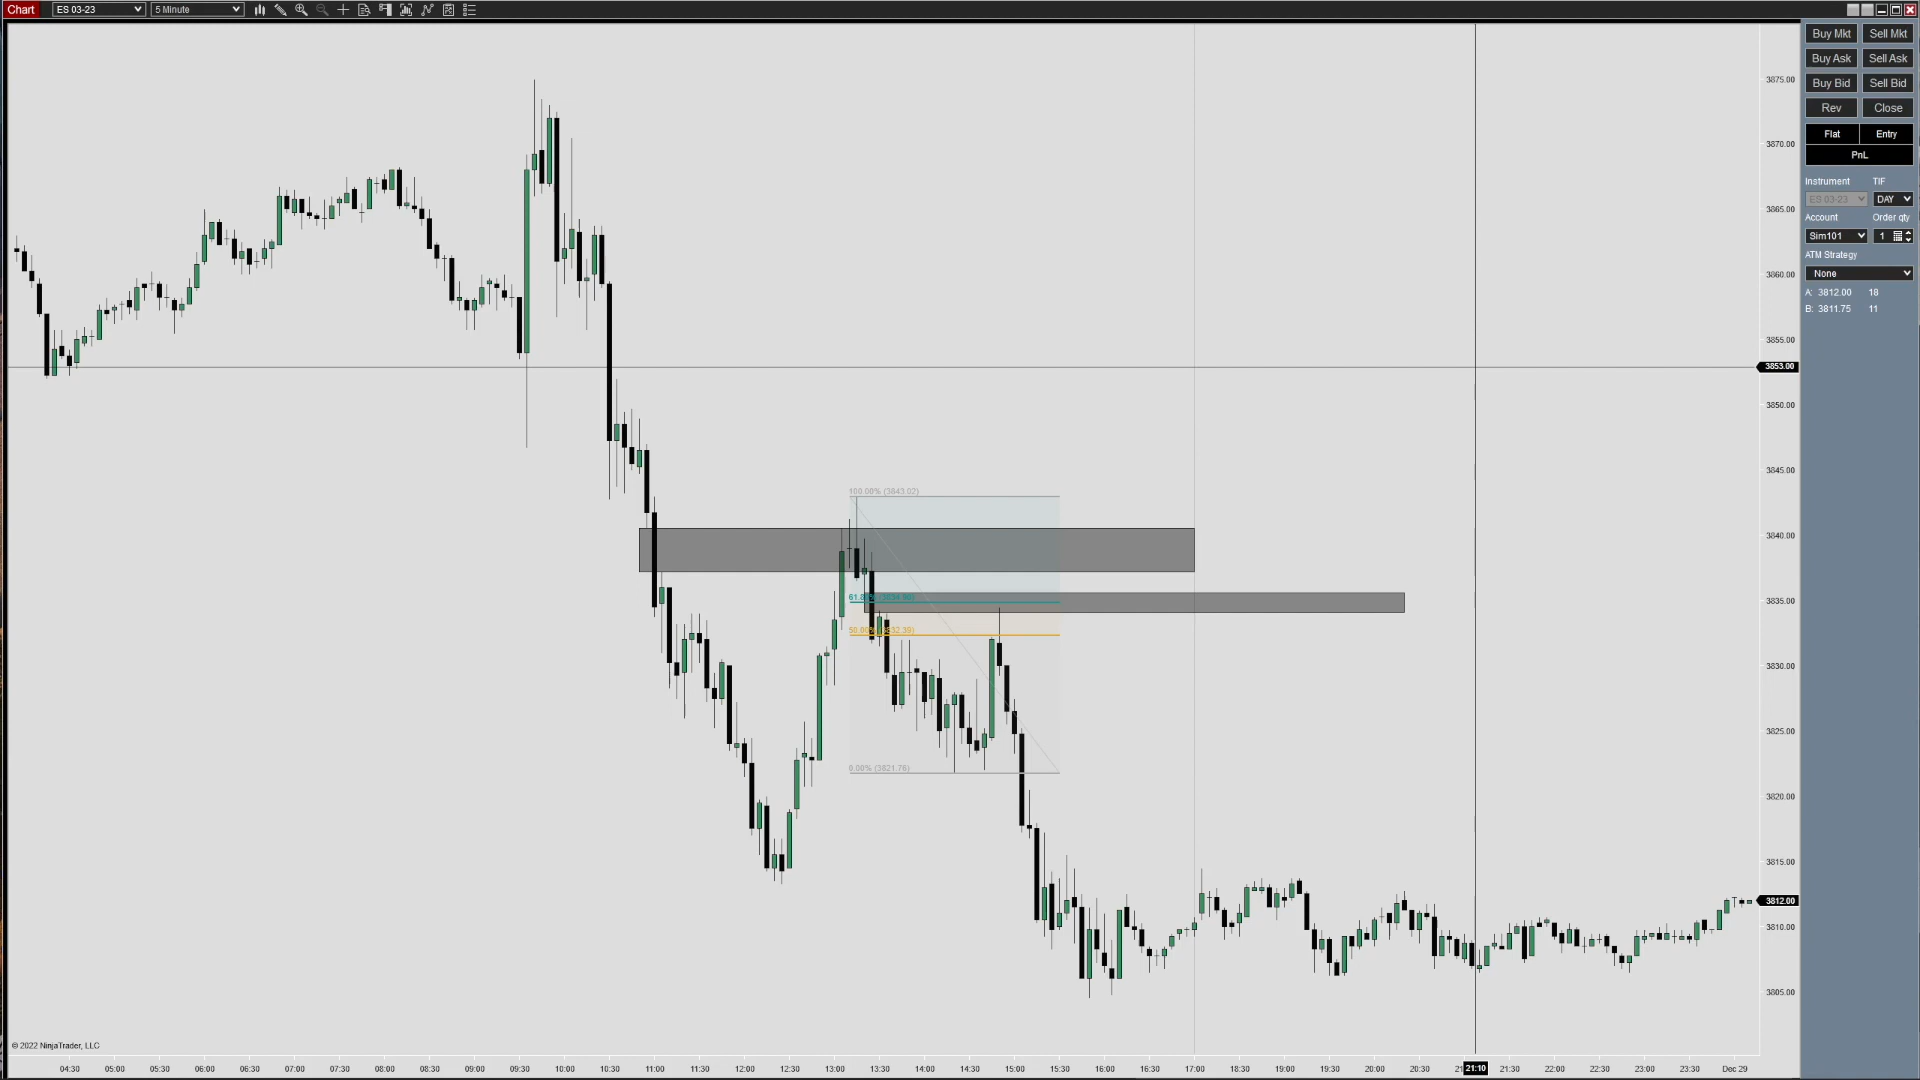 Chart ES 03-23 5 Minute
Buy Mkt Sell Mkt
Buy Ask Sell Ask
Buy Bid Sell Bid
Rev Close
Flat Entry
PnL
Instrument TIF
ES 03-23 DAY
Account Order qty
Sim101 1
ATM Strategy
None
A: 3812.00 18
B: 3811.75 11
3875.00
3870.00
3865.00
3860.00
3855.00
3853.00
3850.00
3845.00
3840.00
3835.00
3830.00
3825.00
3820.00
3815.00
3812.00
3810.00
3805.00
100.00% (3843.02)
50.00% (3832.39)
0.00% (3821.76)
© 2022 NinjaTrader, LLC
04:30 05:00 05:30 06:00 06:30 07:00 07:30 08:00 08:30 09:00 09:30 10:00 10:30 11:00 11:30 12:00 12:30 13:00 13:30 14:00 14:30 15:00 15:30 16:00 16:30 17:00 18:30 19:00 19:30 20:00 20:30 21:10 21:30 22:00 22:30 23:00 23:30 Dec 29